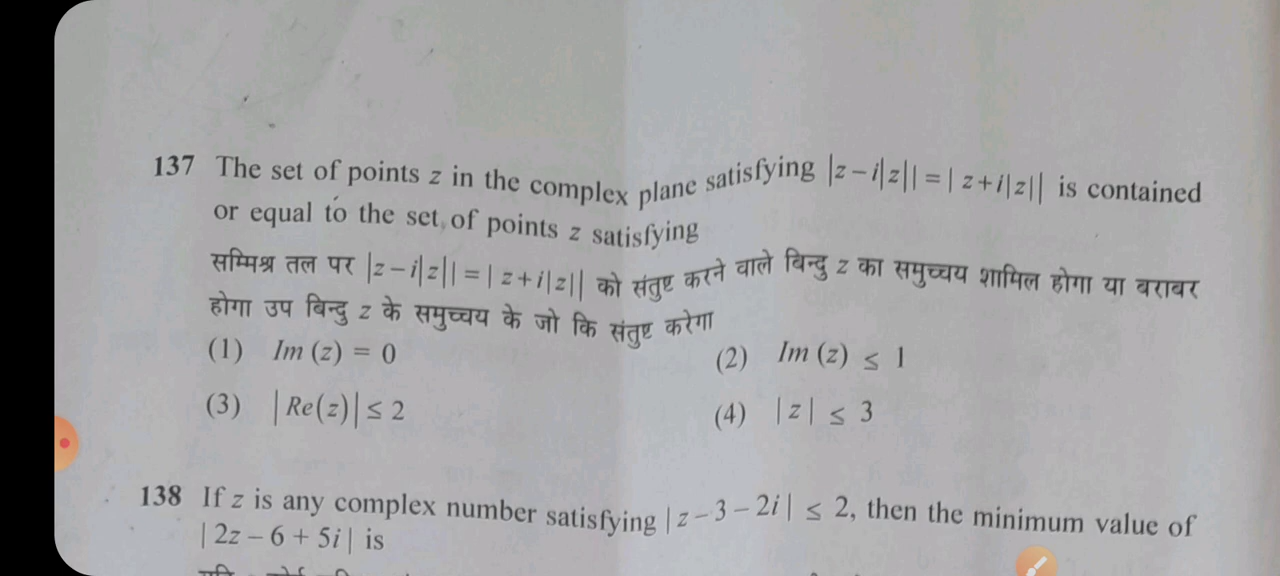 137 The set of points z in the complex plane satisfying |z-i|z|| = | z+i|z|| is contained
or equal to the set of points z satisfying
सम्मिश्र तल पर |z-i|z|| = | z+i|z|| को संतुष्ट करने वाले बिन्दु z का समुच्चय शामिल होगा या बराबर
होगा उप बिन्दु z के समुच्चय के जो कि संतुष्ट करेगा
(1) Im (z) = 0 (2) Im (z) ≤ 1
(3) | Re(z)| ≤ 2 (4) | z | ≤ 3
138 If z is any complex number satisfying | z-3-2i | ≤ 2, then the minimum value of
| 2z-6+5i | is